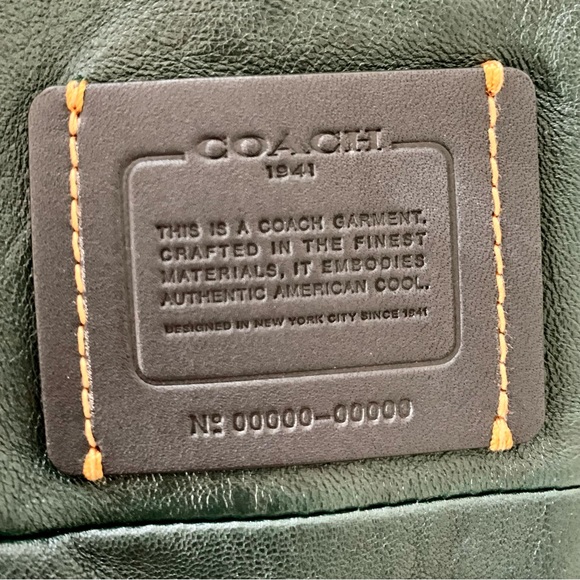 COACH
1941
THIS IS A COACH GARMENT.
CRAFTED IN THE FINEST
MATERIALS, IT EMBODIES
AUTHENTIC AMERICAN COOL.
DESIGNED IN NEW YORK CITY SINCE 1941
Nº 00000-00000